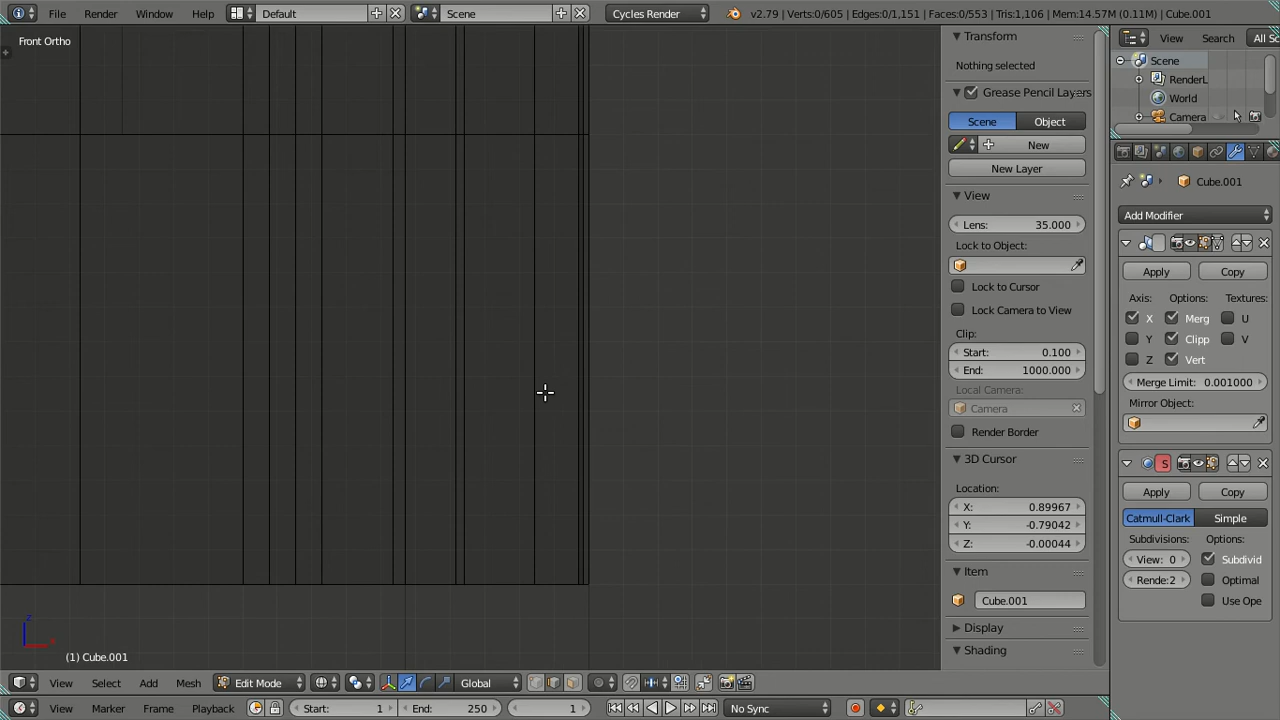 File Render Window Help Default Scene Cycles Render v2.79 | Verts:0/605 | Edges:0/1,151 | Faces:0/553 | Tris:1,106 | Mem:14.57M (0.11M) | Cube.001
Front Ortho
Transform
Nothing selected
Grease Pencil Layers
Scene Object
New
New Layer
View
Lens: 35.000
Lock to Object:
Lock to Cursor
Lock Camera to View
Clip:
Start: 0.100
End: 1000.000
Local Camera:
Camera
Render Border
3D Cursor
Location:
X: 0.89967
Y: -0.79042
Z: -0.00044
Item
Cube.001
Display
Shading
View Search All Sc
Scene
RenderL
World
Camera
Cube.001
Add Modifier
Apply Copy
Axis: Options: Textures:
X Merg U
Y Clipp V
Z Vert
Merge Limit: 0.001000
Mirror Object:
S
Apply Copy
Catmull-Clark Simple
Subdivisions: Options:
View: 0 Subdivid
Rende:2 Optimal
Use Ope
z
x
(1) Cube.001
View Select Add Mesh Edit Mode Global
View Marker Frame Playback Start: 1 End: 250 1 No Sync